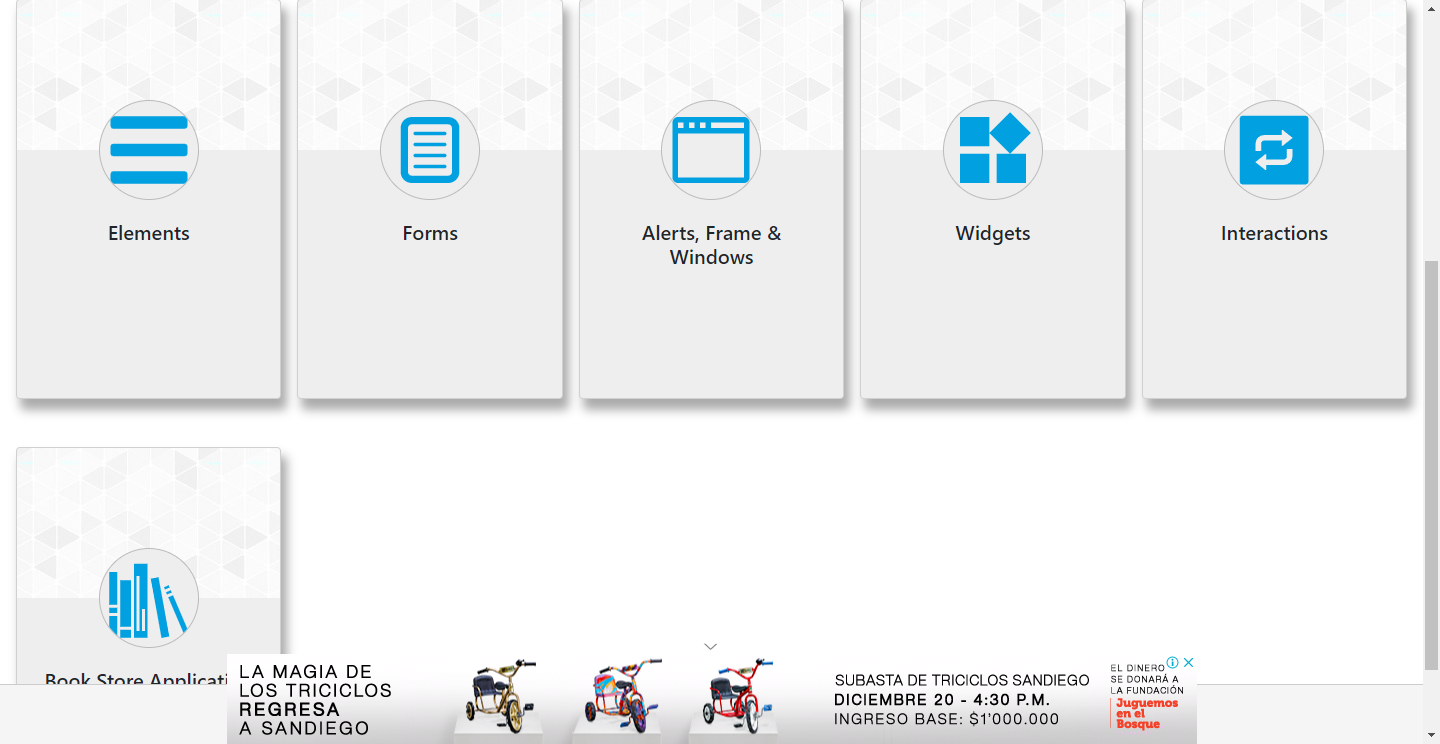 Elements
Forms
Alerts, Frame &
Windows
Widgets
Interactions
Book Store Applicati
LA MAGIA DE
LOS TRICICLOS
REGRESA
A SANDIEGO
SUBASTA DE TRICICLOS SANDIEGO
DICIEMBRE 20 - 4:30 P.M.
INGRESO BASE: $1'000.000
EL DINERO
SE DONARÁ A
LA FUNDACIÓN
Juguemos
en el
Bosque